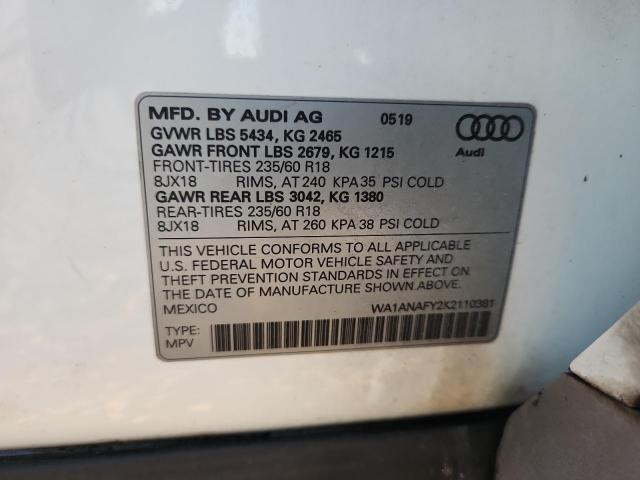 MFD. BY AUDI AG 0519
GVWR LBS 5434, KG 2465
GAWR FRONT LBS 2679, KG 1215
FRONT-TIRES 235/60 R18
8JX18 RIMS, AT 240 KPA 35 PSI COLD
GAWR REAR LBS 3042, KG 1380
REAR-TIRES 235/60 R18
8JX18 RIMS, AT 260 KPA 38 PSI COLD
Audi
THIS VEHICLE CONFORMS TO ALL APPLICABLE
U.S. FEDERAL MOTOR VEHICLE SAFETY AND
THEFT PREVENTION STANDARDS IN EFFECT ON
THE DATE OF MANUFACTURE SHOWN ABOVE.
MEXICO WA1ANAFY2K2110381
TYPE:
MPV